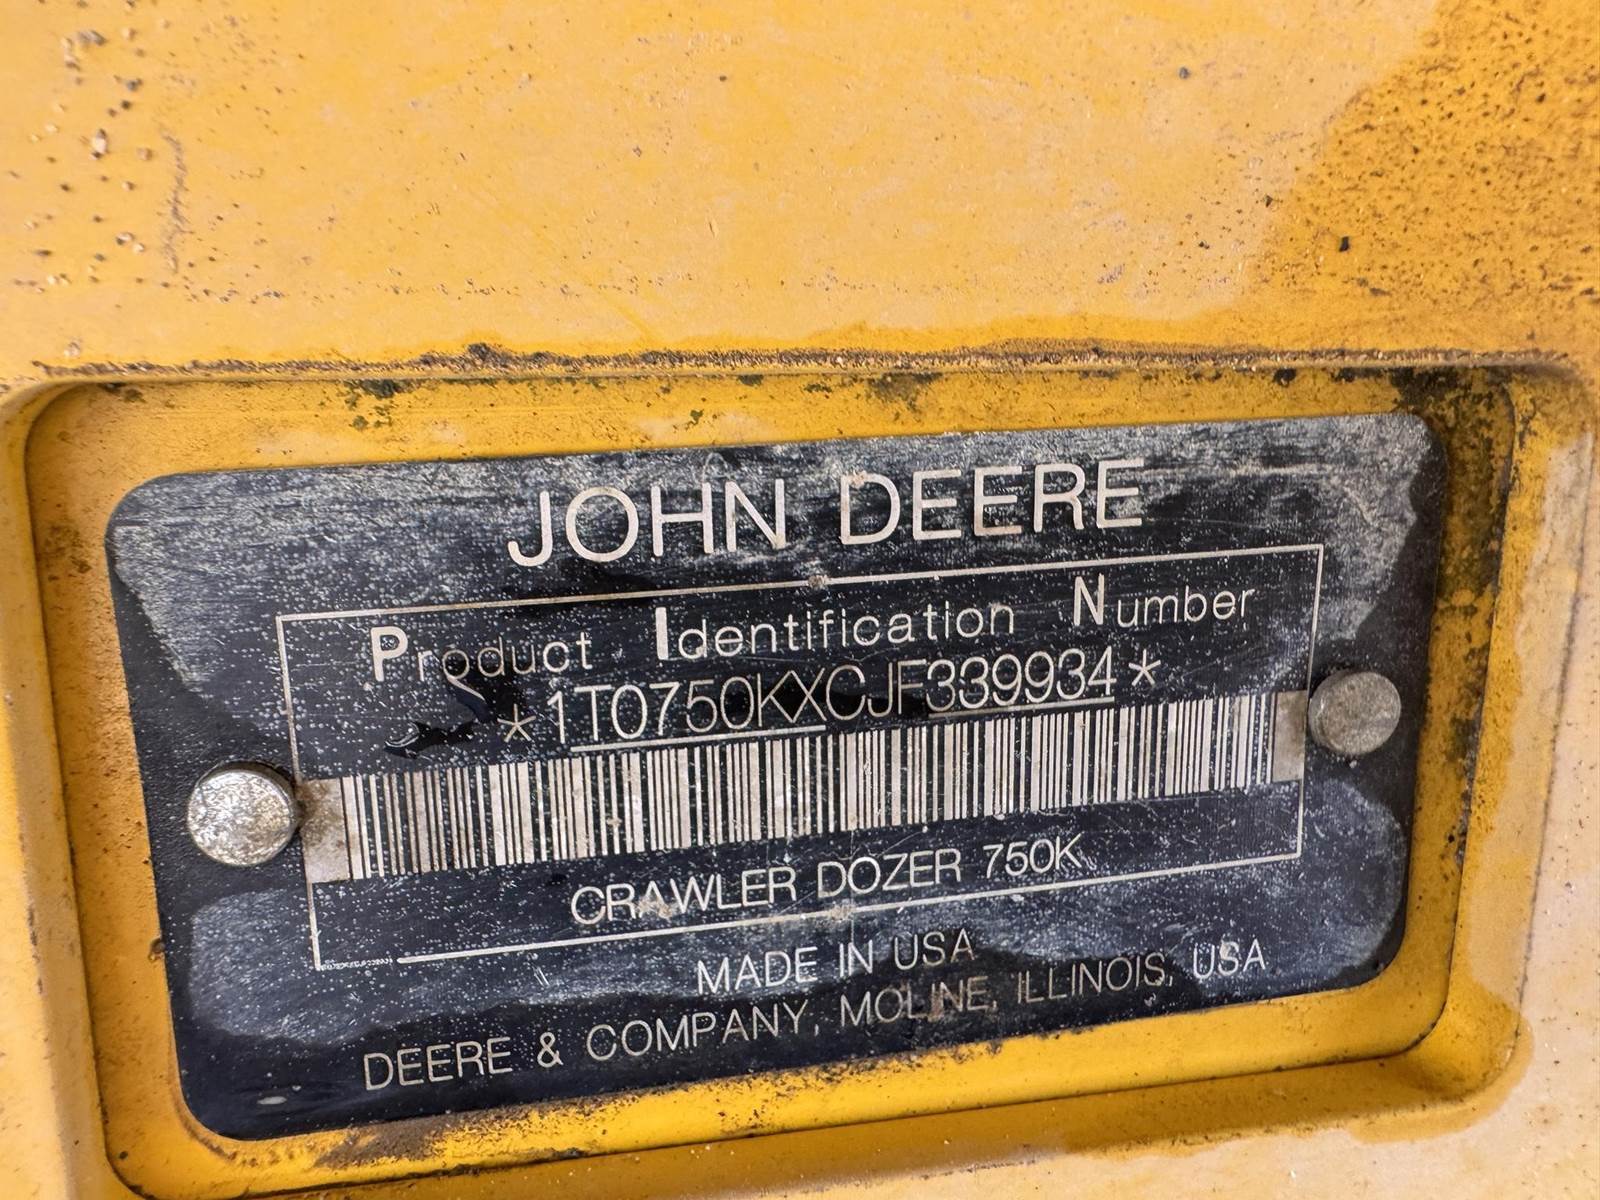 JOHN DEERE
Product Identification Number
*1T0750KXCJF339934*
CRAWLER DOZER 750K
MADE IN USA
DEERE & COMPANY, MOLINE, ILLINOIS, USA